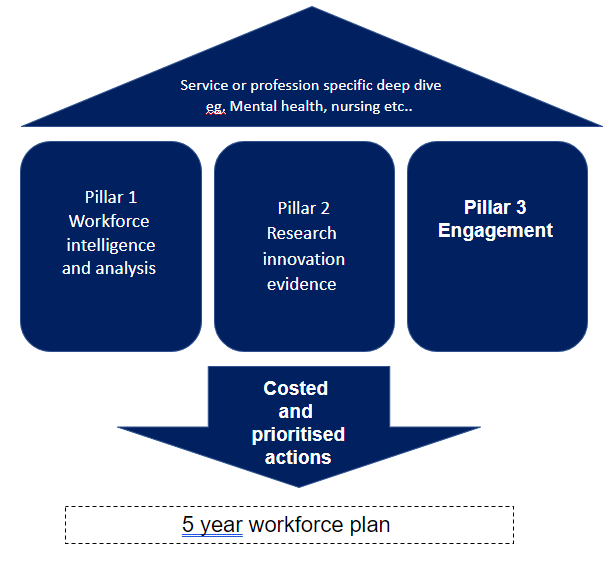 Service or profession specific deep dive
eg. Mental health, nursing etc..
Pillar 1
Workforce
intelligence
and analysis
Pillar 2
Research
innovation
evidence
Pillar 3
Engagement
Costed
and
prioritised
actions
5 year workforce plan